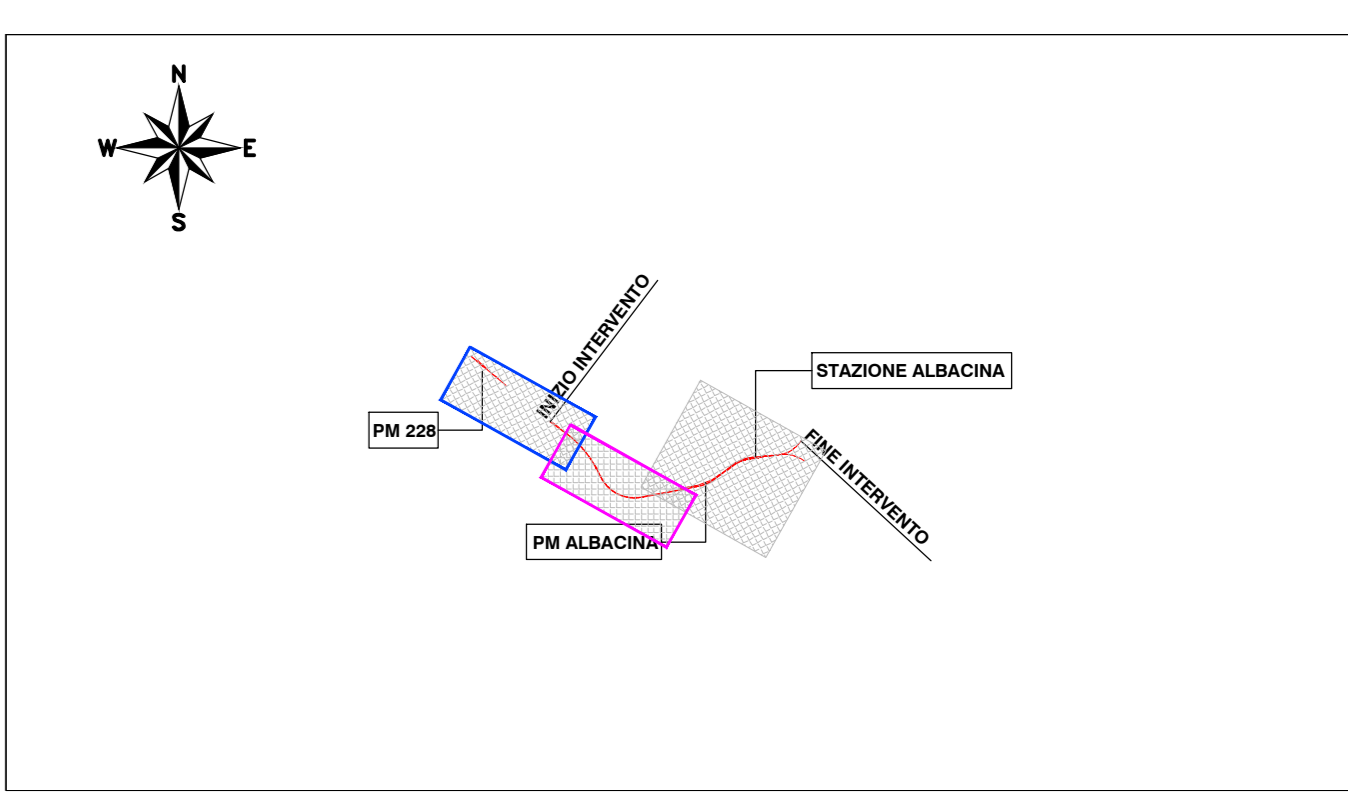 N
W E
S
INIZIO INTERVENTO
STAZIONE ALBACINA
PM 228
FINE INTERVENTO
PM ALBACINA